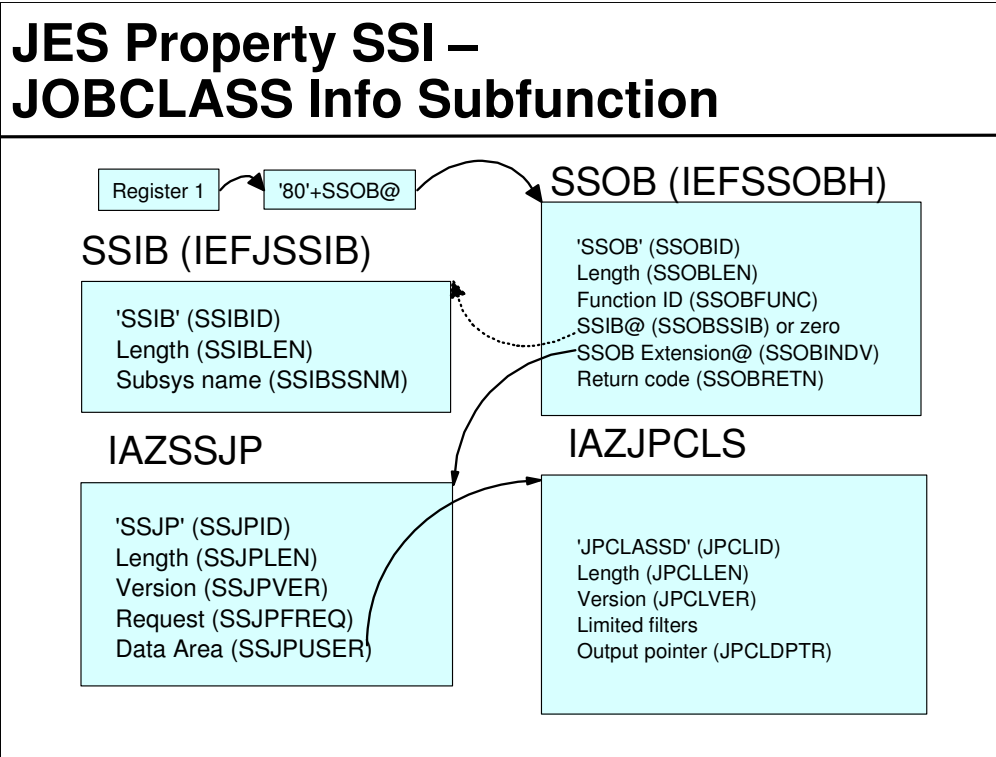 JES Property SSI –
JOBCLASS Info Subfunction
Register 1
'80'+SSOB@
SSOB (IEFSSOBH)
'SSOB' (SSOBID)
Length (SSOBLEN)
Function ID (SSOBFUNC)
SSIB@ (SSOBSSIB) or zero
SSOB Extension@ (SSOBINDV)
Return code (SSOBRETN)
SSIB (IEFJSSIB)
'SSIB' (SSIBID)
Length (SSIBLEN)
Subsys name (SSIBSSNM)
IAZSSJP
'SSJP' (SSJPID)
Length (SSJPLEN)
Version (SSJPVER)
Request (SSJPFREQ)
Data Area (SSJPUSER)
IAZJPCLS
'JPCLASSD' (JPCLID)
Length (JPCLLEN)
Version (JPCLVER)
Limited filters
Output pointer (JPCLDPTR)